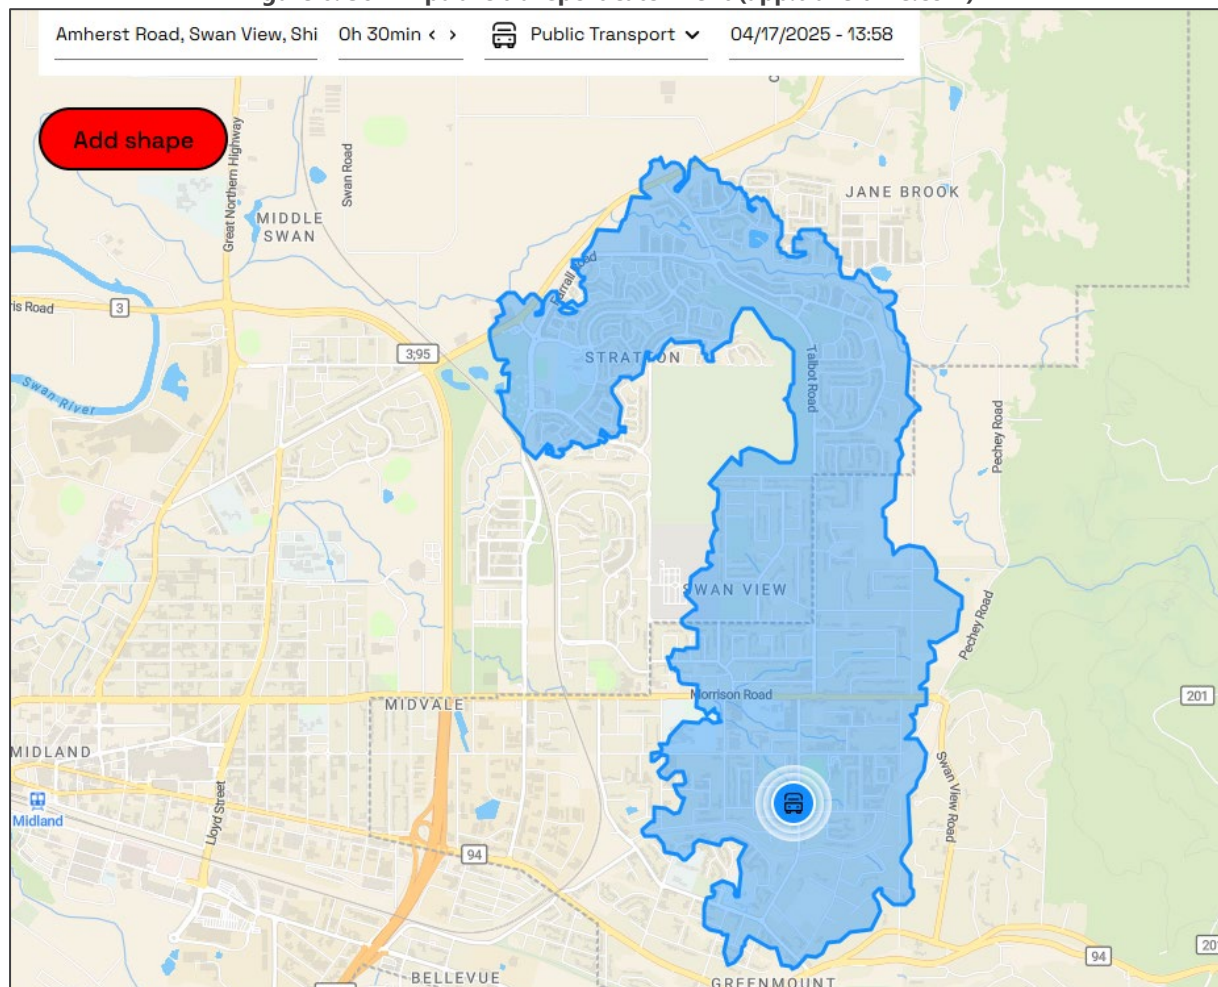 Amherst Road, Swan View, Shi 0h 30min ‹ › Public Transport 04/17/2025 - 13:58
Add shape
Great Northern Highway
Swan Road
JANE BROOK
MIDDLE
SWAN
Farrall Road
ris Road
3
3;95
STRATTON
Talbot Road
Swan River
Pechey Road
SWAN VIEW
Pechey Road
Morrison Road
201
MIDVALE
MIDLAND
Swan View Road
Lloyd Street
Midland
94
94
20
BELLEVUE
GREENMOUNT